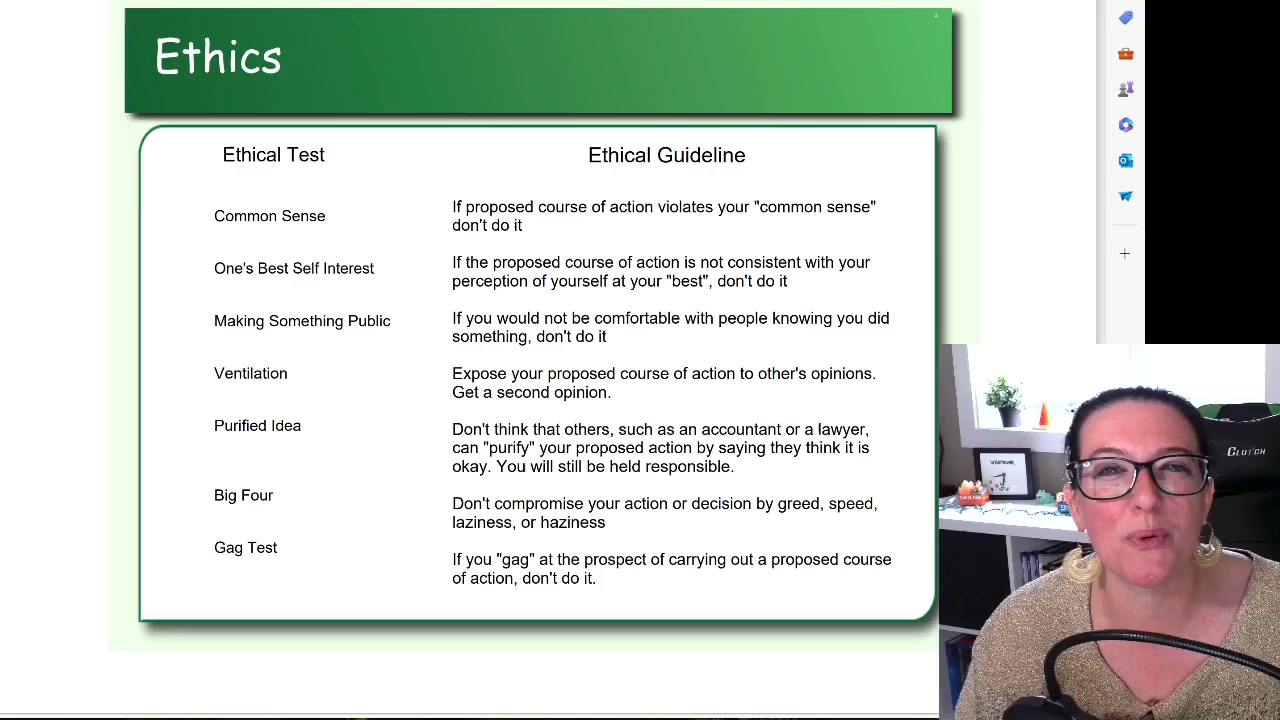 2
Ethics
Ethical Test
Ethical Guideline
Common Sense
If proposed course of action violates your "common sense"
don't do it
One's Best Self Interest
If the proposed course of action is not consistent with your
perception of yourself at your "best", don't do it
Making Something Public
If you would not be comfortable with people knowing you did
something, don't do it
Ventilation
Expose your proposed course of action to other's opinions.
Get a second opinion.
Purified Idea
Don't think that others, such as an accountant or a lawyer,
can "purify" your proposed action by saying they think it is
okay. You will still be held responsible.
Big Four
Don't compromise your action or decision by greed, speed,
laziness, or haziness
Gag Test
If you "gag" at the prospect of carrying out a proposed course
of action, don't do it.
CLUTCH